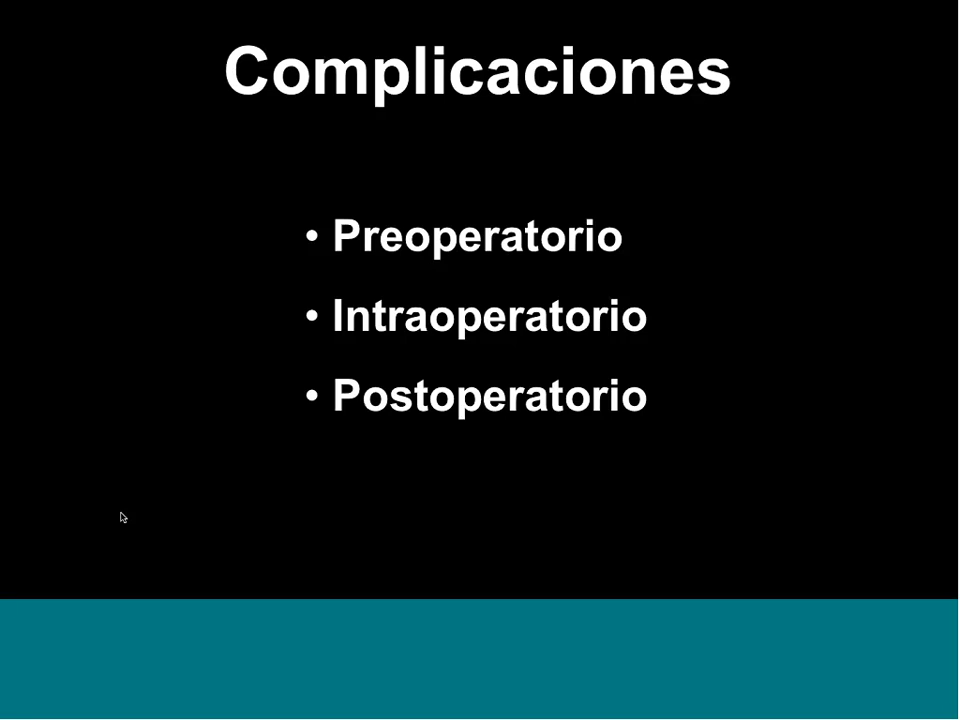 Complicaciones
• Preoperatorio
• Intraoperatorio
• Postoperatorio